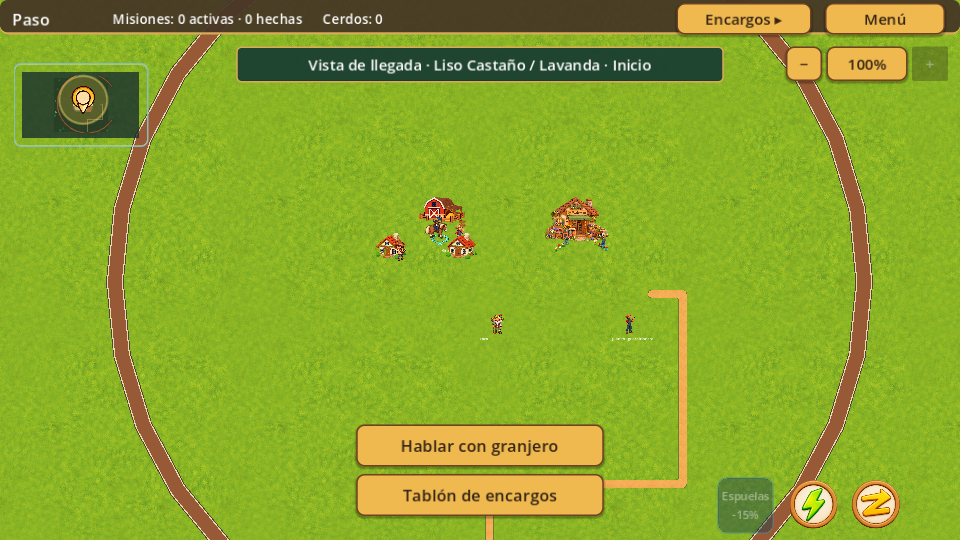 Paso
Misiones: 0 activas · 0 hechas
Cerdos: 0
Encargos ▸
Menú
Vista de llegada · Liso Castaño / Lavanda · Inicio
−
100%
+
Hablar con granjero
Tablón de encargos
Espuelas
-15%